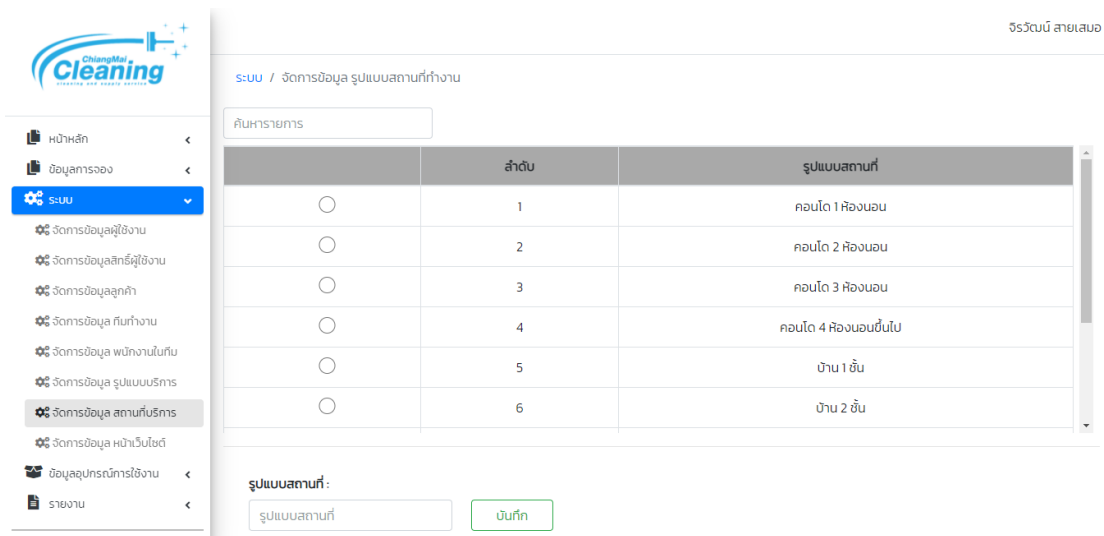 ChiangMai
Cleaning
cleaning and supply service
จิรวัฒน์ สายเสมอ
ระบบ / จัดการข้อมูล รูปแบบสถานที่ทำงาน
หน้าหลัก
ข้อมูลการจอง
ระบบ
จัดการข้อมูลผู้ใช้งาน
จัดการข้อมูลสิทธิ์ผู้ใช้งาน
จัดการข้อมูลลูกค้า
จัดการข้อมูล ทีมทำงาน
จัดการข้อมูล พนักงานในทีม
จัดการข้อมูล รูปแบบบริการ
จัดการข้อมูล สถานที่บริการ
จัดการข้อมูล หน้าเว็บไซต์
ข้อมูลอุปกรณ์การใช้งาน
รายงาน
ค้นหารายการ
ลำดับ รูปแบบสถานที่
1 คอนโด 1 ห้องนอน
2 คอนโด 2 ห้องนอน
3 คอนโด 3 ห้องนอน
4 คอนโด 4 ห้องนอนขึ้นไป
5 บ้าน 1 ชั้น
6 บ้าน 2 ชั้น
รูปแบบสถานที่ :
รูปแบบสถานที่ บันทึก